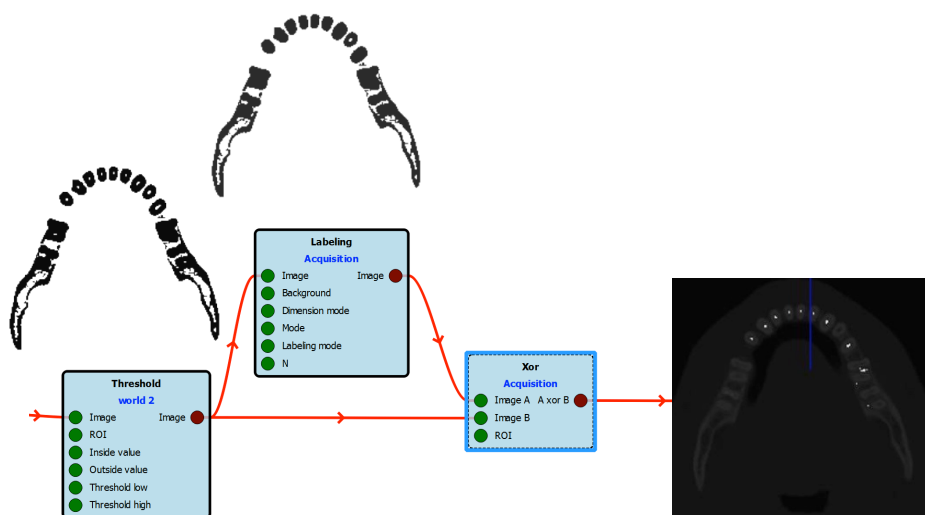 Labeling
Acquisition
Image Image
Background
Dimension mode
Mode
Labeling mode
N
Threshold
world 2
Image Image
ROI
Inside value
Outside value
Threshold low
Threshold high
Xor
Acquisition
Image A A xor B
Image B
ROI